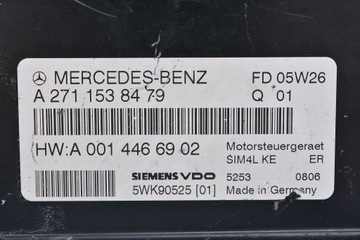 MERCEDES-BENZ FD 05W26
A 271 153 84 79 Q 01
HW:A 001 446 69 02 Motorsteuergeraet
SIM4L KE ER
SIEMENS VDO 5253 0806
5WK90525 [01] Made in Germany